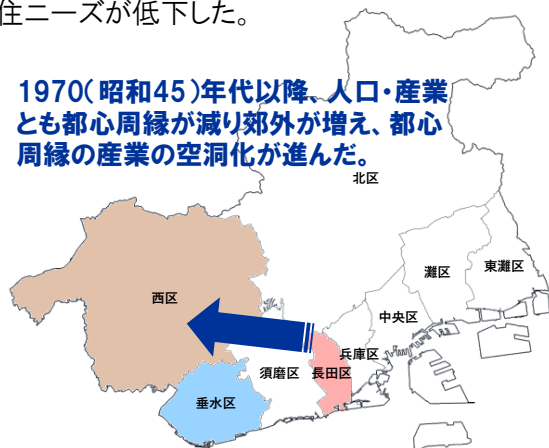 住ニーズが低下した。
1970(昭和45)年代以降、人口・産業
とも都心周縁が減り郊外が増え、都心
周縁の産業の空洞化が進んだ。
北区
東灘区
灘区
西区
中央区
兵庫区
須磨区
長田区
垂水区